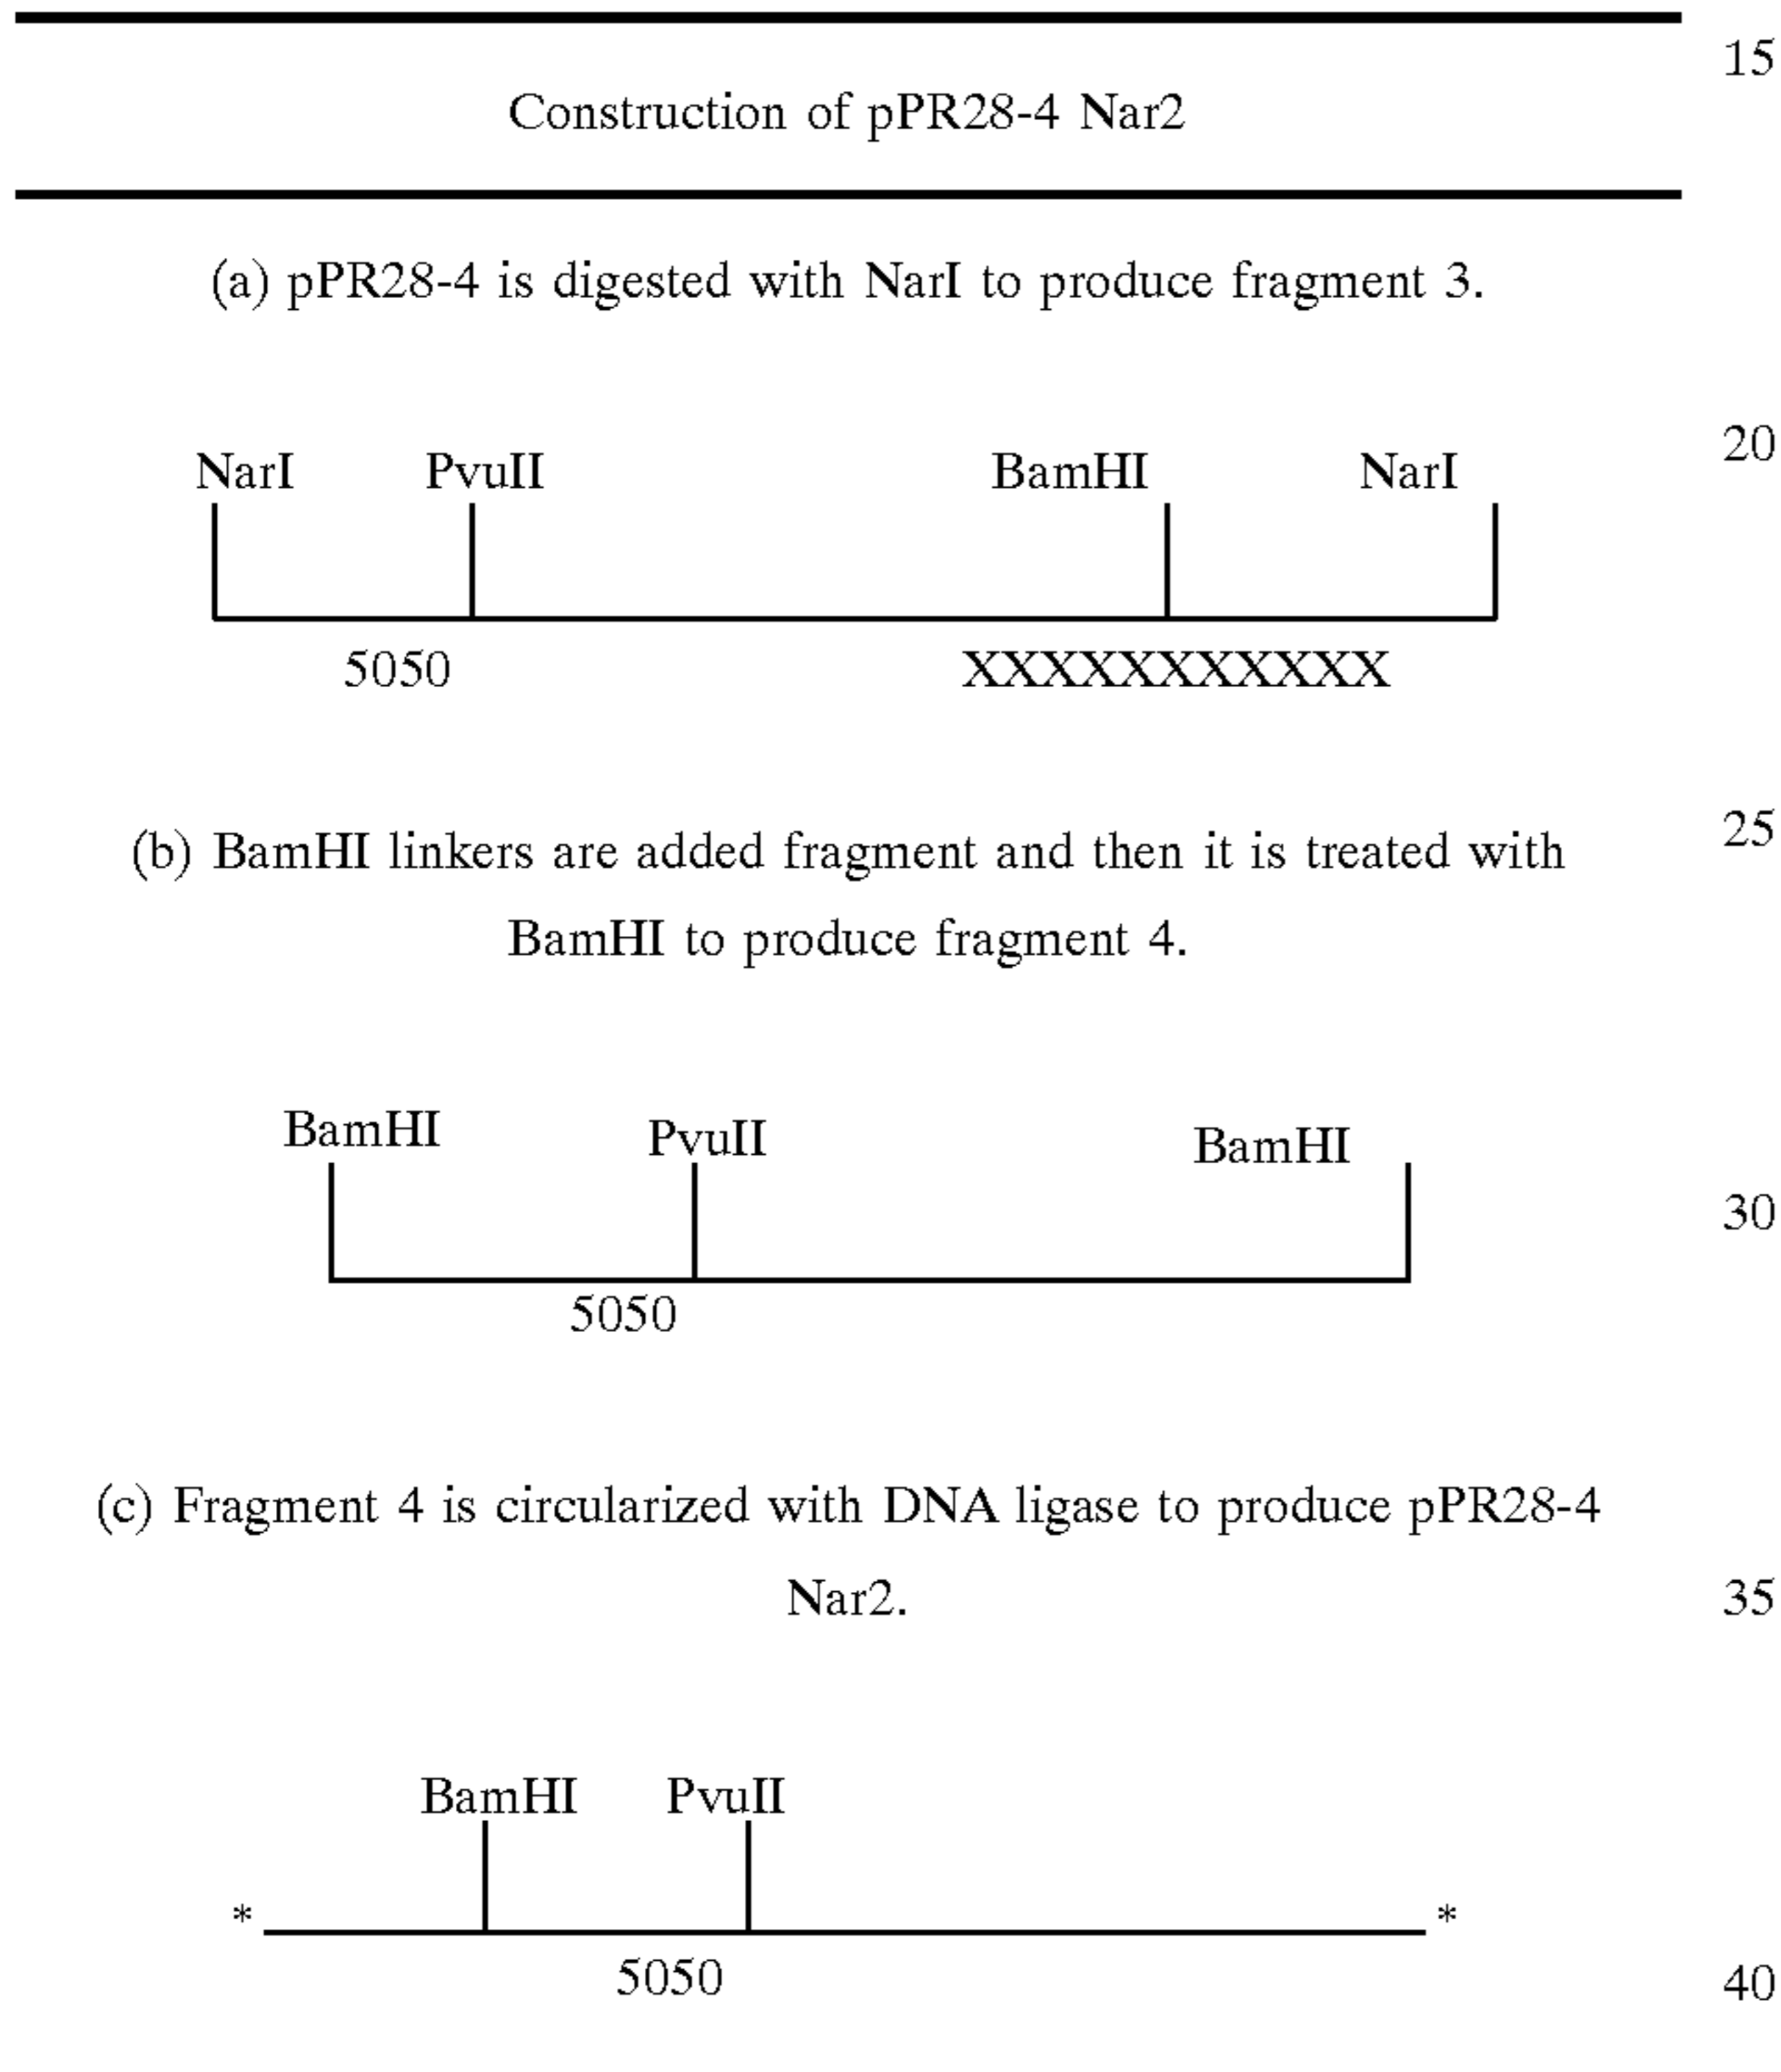 15
Construction of pPR28-4 Nar2
(a) pPR28-4 is digested with NarI to produce fragment 3.
20
NarI PvuII BamHI NarI
5050 XXXXXXXXXXX
25
(b) BamHI linkers are added fragment and then it is treated with
BamHI to produce fragment 4.
BamHI PvuII BamHI
30
5050
(c) Fragment 4 is circularized with DNA ligase to produce pPR28-4
Nar2.
35
BamHI PvuII
* *
5050
40